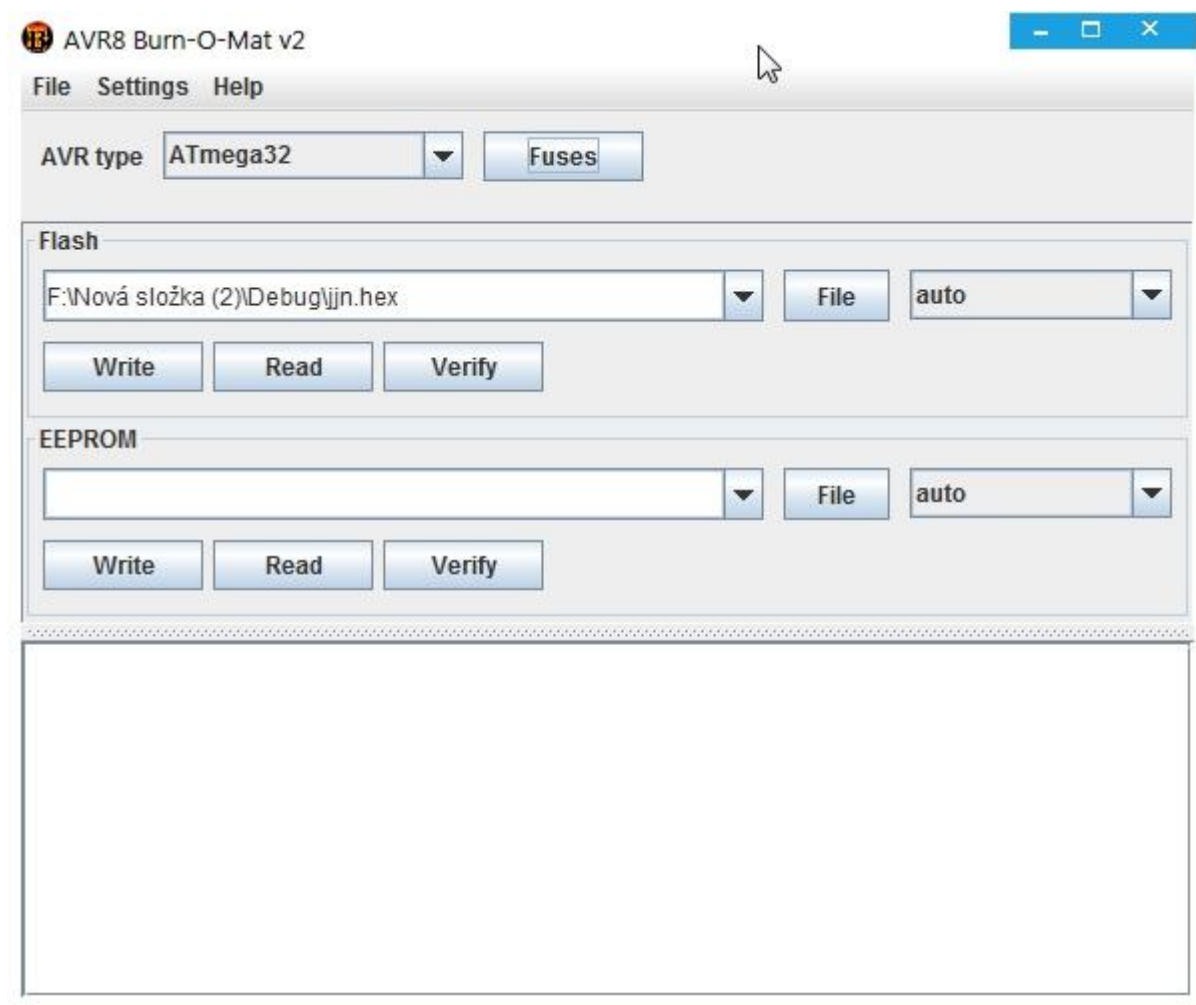 AVR8 Burn-O-Mat v2
File Settings Help
AVR type ATmega32 Fuses
Flash
F:\Nová složka (2)\Debug\jjn.hex File auto
Write Read Verify
EEPROM
File auto
Write Read Verify